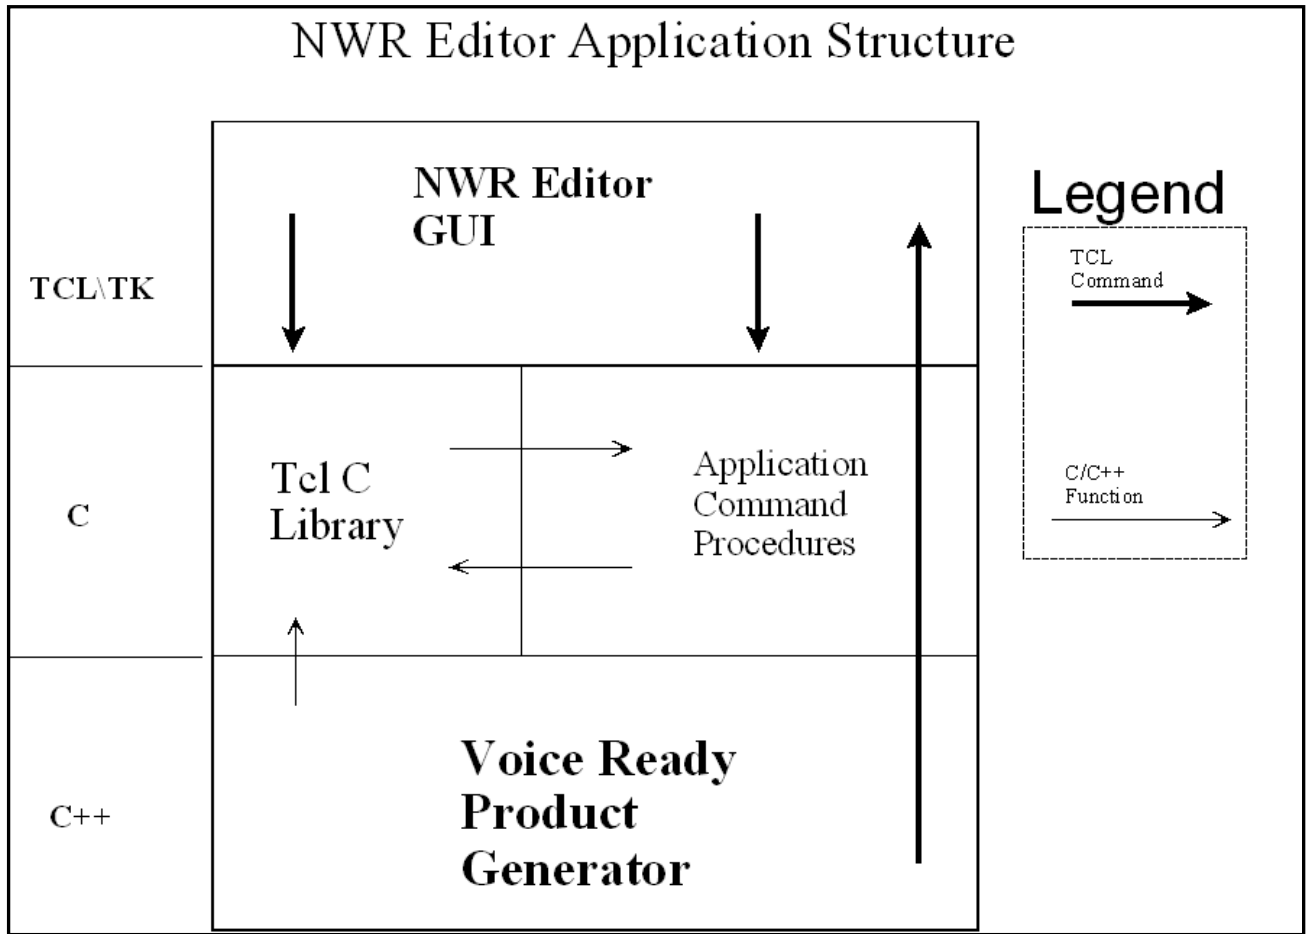 NWR Editor Application Structure
NWR Editor
GUI
TCL\TK
Legend
TCL
Command
C
Tcl C
Library
Application
Command
Procedures
C/C++
Function
C++
Voice Ready
Product
Generator